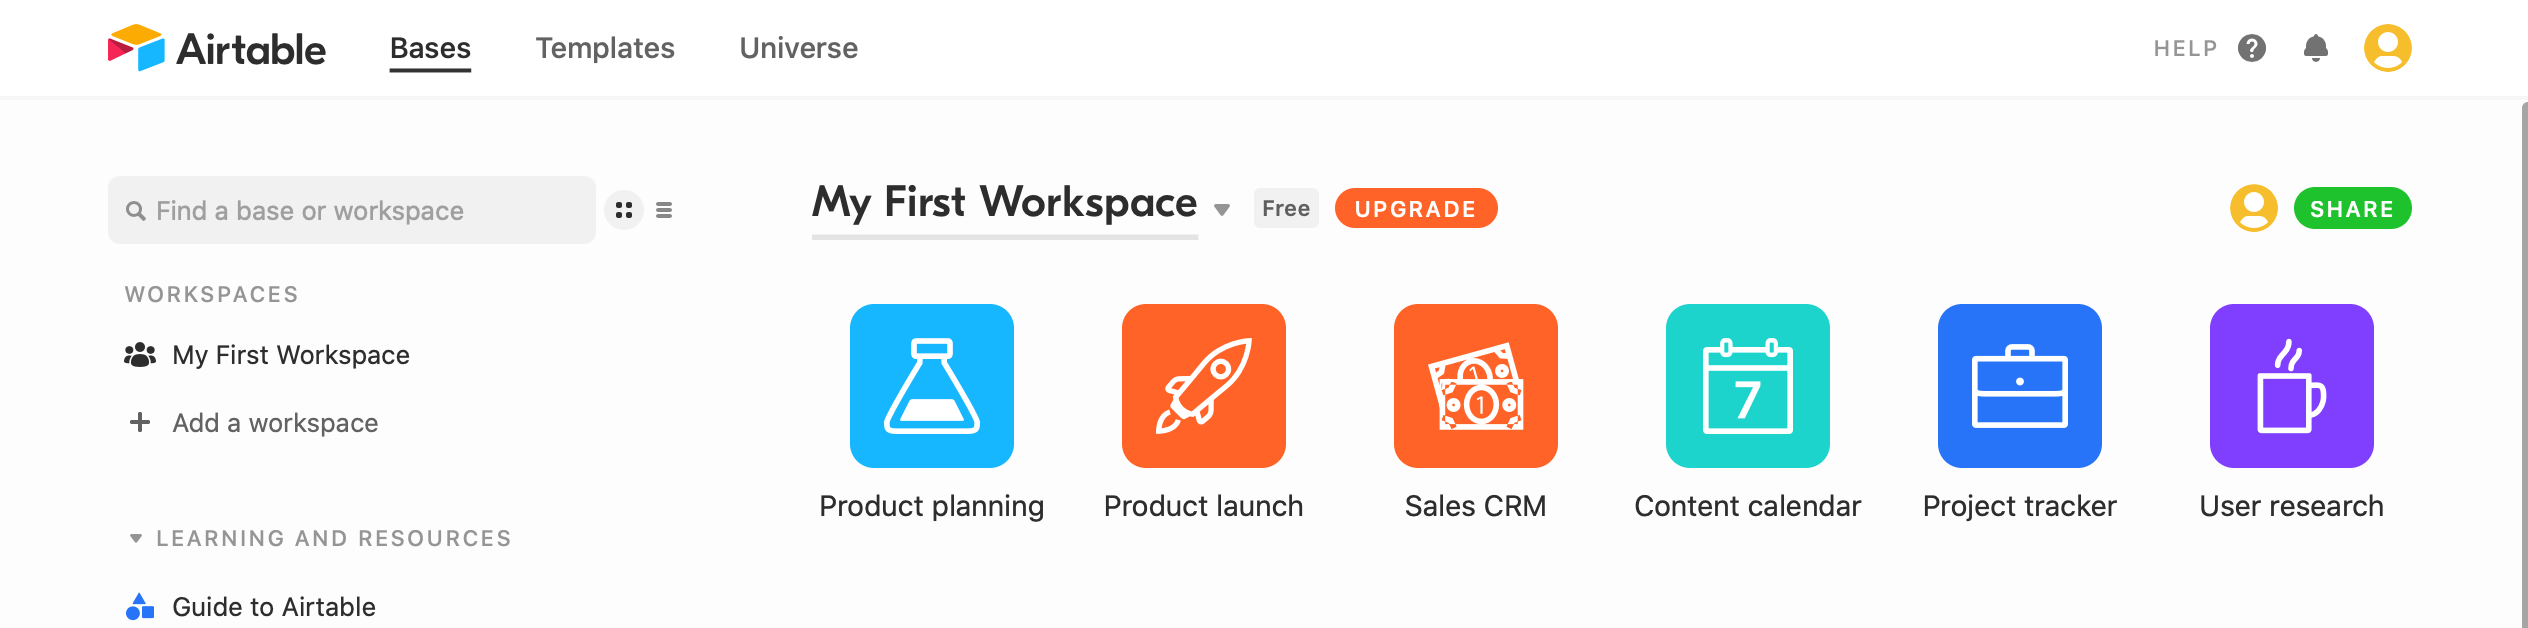 Airtable Bases Templates Universe HELP ?
Find a base or workspace
My First Workspace Free UPGRADE SHARE
WORKSPACES
My First Workspace
Add a workspace
1 1 7
Product planning Product launch Sales CRM Content calendar Project tracker User research
LEARNING AND RESOURCES
Guide to Airtable